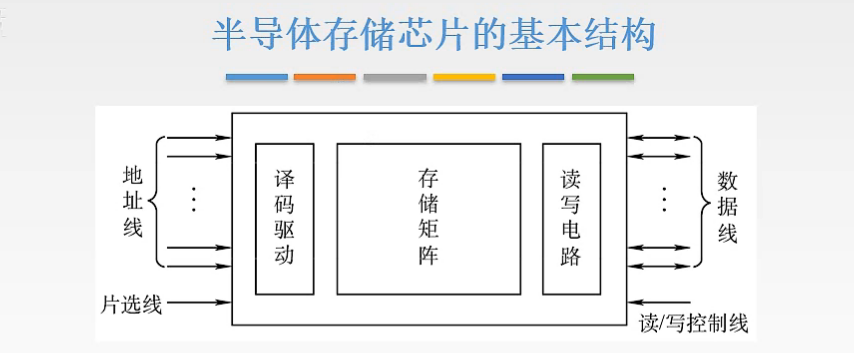 半导体存储芯片的基本结构
地址线
译码驱动
存储矩阵
读写电路
数据线
片选线
读/写控制线